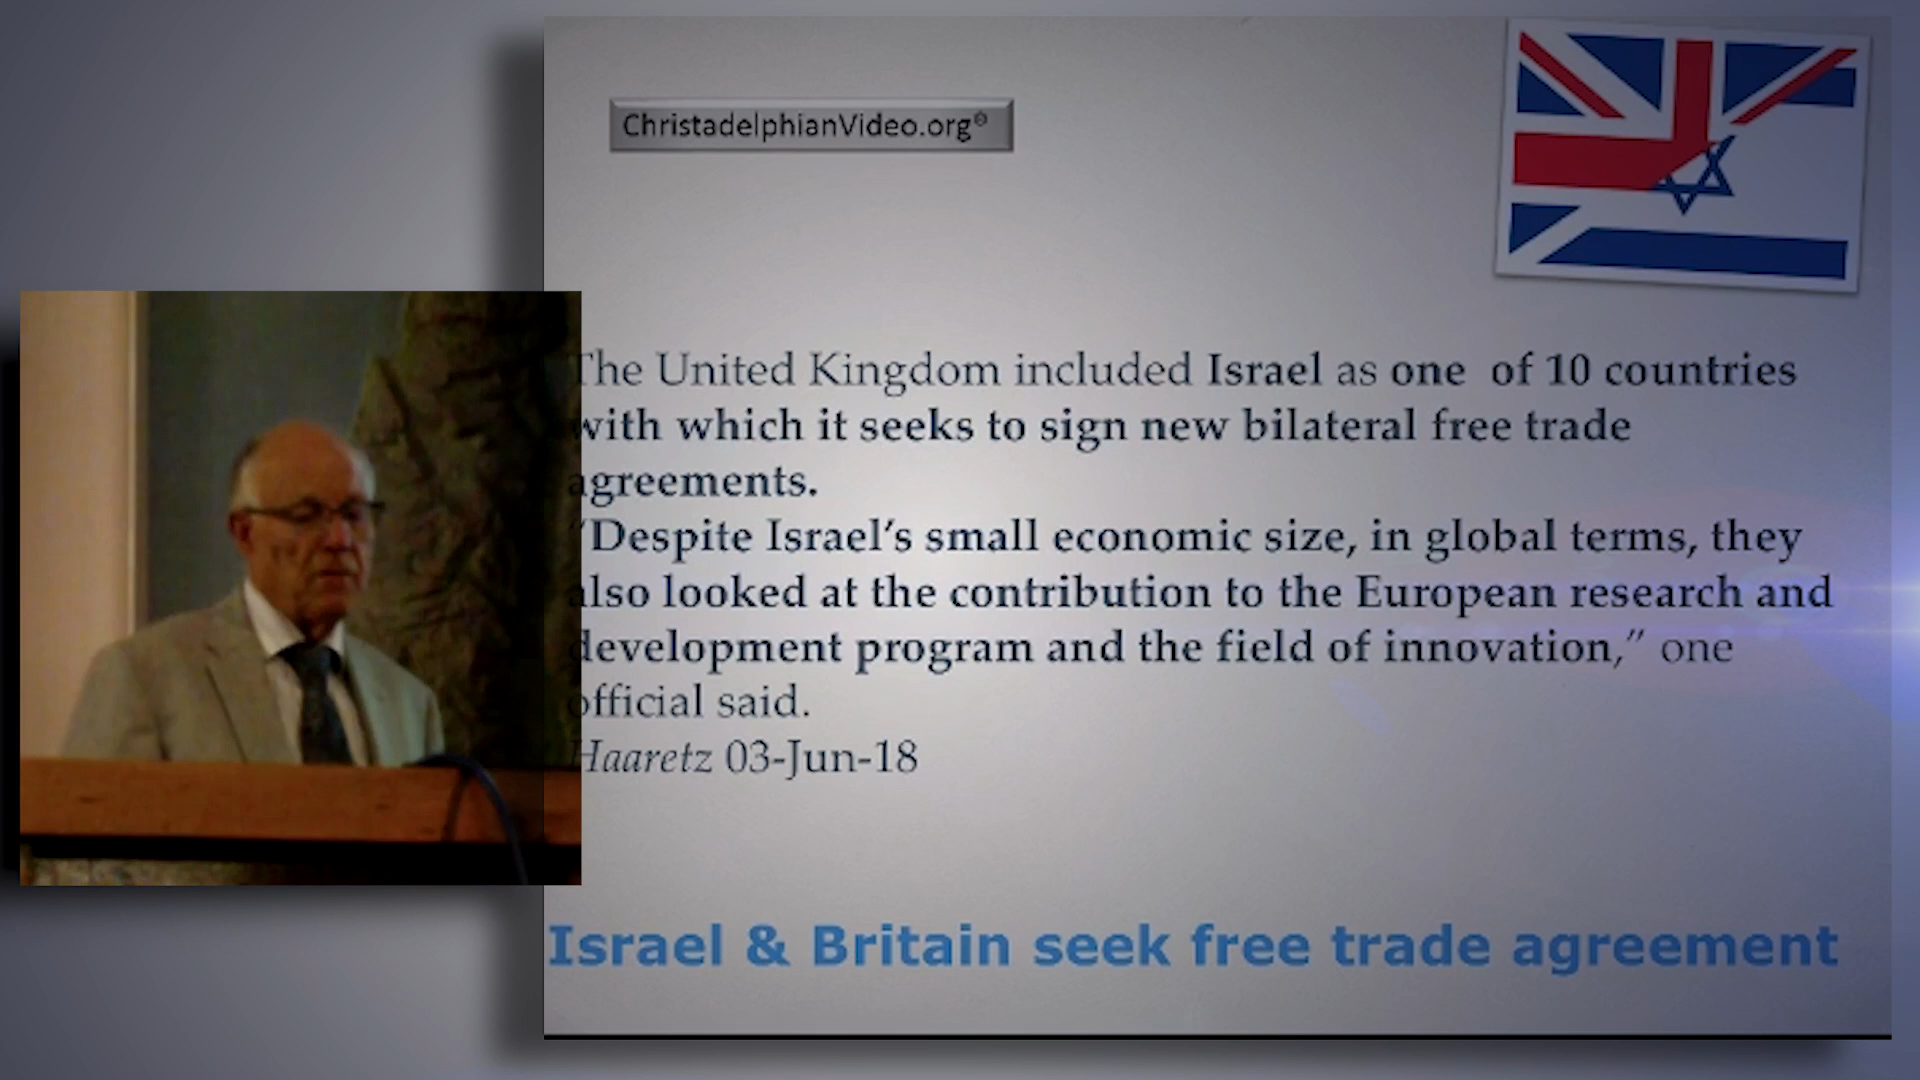 ChristadelphianVideo.org®
The United Kingdom included Israel as one of 10 countries
with which it seeks to sign new bilateral free trade
agreements.
“Despite Israel’s small economic size, in global terms, they
also looked at the contribution to the European research and
development program and the field of innovation,” one
official said.
Haaretz 03-Jun-18
Israel & Britain seek free trade agreement